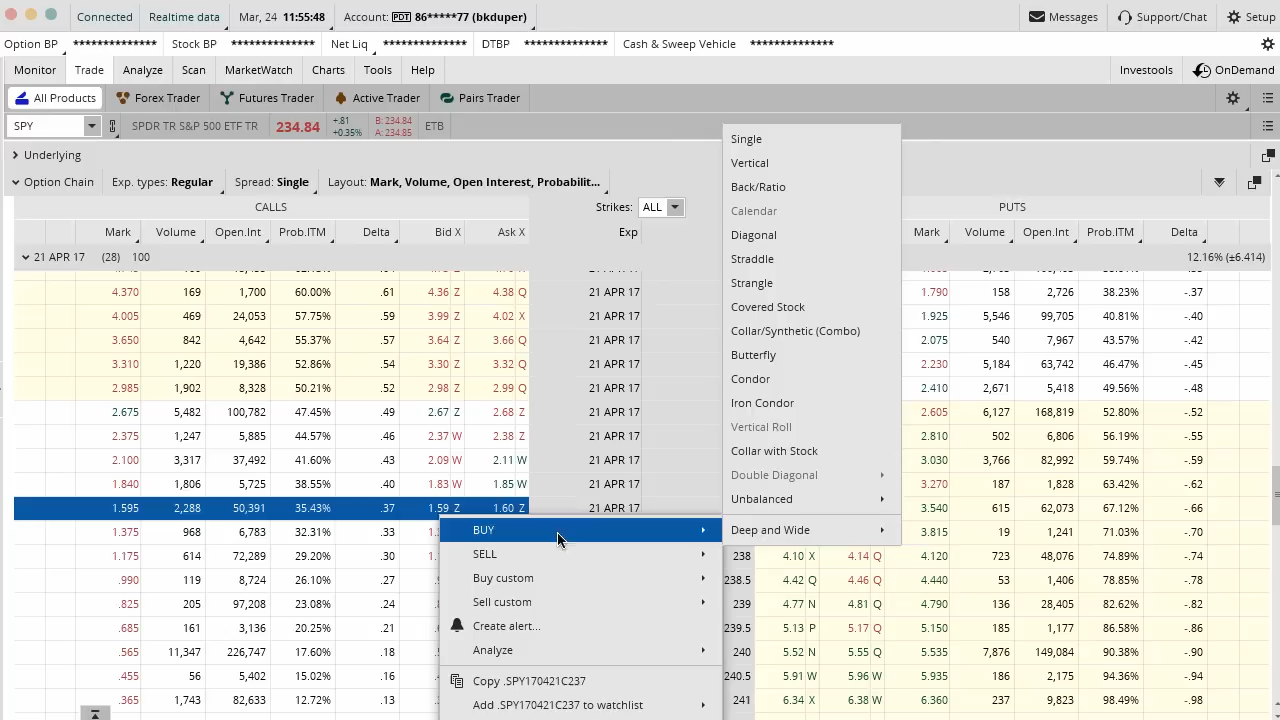 Connected Realtime data Mar, 24 11:55:48 Account: PDT 86*****77 (bkduper) Messages Support/Chat Setup
Option BP ************** Stock BP ************** Net Liq ************** DTBP ************** Cash & Sweep Vehicle **************
Monitor Trade Analyze Scan MarketWatch Charts Tools Help Investools OnDemand
All Products Forex Trader Futures Trader Active Trader Pairs Trader
SPY SPDR TR S&P 500 ETF TR 234.84 +.81 +0.35% B: 234.84 A: 234.85 ETB
Underlying
Option Chain Exp. types: Regular Spread: Single Layout: Mark, Volume, Open Interest, Probabilit...
CALLS Strikes: ALL PUTS
Mark Volume Open.Int Prob.ITM Delta Bid X Ask X Exp Mark Volume Open.Int Prob.ITM Delta
21 APR 17 (28) 100 12.16% (±6.414)
4.370 169 1,700 60.00% .61 4.36 Z 4.38 Q 21 APR 17 1.790 158 2,726 38.23% -.37
4.005 469 24,053 57.75% .59 3.99 Z 4.02 X 21 APR 17 1.925 5,546 99,705 40.81% -.40
3.650 842 4,642 55.37% .57 3.64 Z 3.66 Q 21 APR 17 2.075 540 7,967 43.57% -.42
3.310 1,220 19,386 52.86% .54 3.30 Z 3.32 Q 21 APR 17 2.230 5,184 63,742 46.47% -.45
2.985 1,902 8,328 50.21% .52 2.98 Z 2.99 Q 21 APR 17 2.410 2,671 5,418 49.56% -.48
2.675 5,482 100,782 47.45% .49 2.67 Z 2.68 Z 21 APR 17 2.605 6,127 168,819 52.80% -.52
2.375 1,247 5,885 44.57% .46 2.37 W 2.38 Z 21 APR 17 2.810 502 6,806 56.19% -.55
2.100 3,317 37,492 41.60% .43 2.09 W 2.11 W 21 APR 17 3.030 3,766 82,992 59.74% -.59
1.840 1,806 5,725 38.55% .40 1.83 W 1.85 W 21 APR 17 3.270 187 1,828 63.42% -.62
1.595 2,288 50,391 35.43% .37 1.59 Z 1.60 Z 21 APR 17 3.540 615 62,073 67.12% -.66
1.375 968 6,783 32.31% .33 3.815 19 1,241 71.03% -.70
1.175 614 72,289 29.20% .30 238 4.10 X 4.14 Q 4.120 723 48,076 74.89% -.74
.990 119 8,724 26.10% .27 238.5 4.42 Q 4.46 Q 4.440 53 1,406 78.85% -.78
.825 205 97,208 23.08% .24 239 4.77 N 4.81 Q 4.790 136 28,405 82.62% -.82
.685 161 3,136 20.25% .21 239.5 5.13 P 5.17 Q 5.150 185 1,177 86.58% -.86
.565 11,347 226,747 17.60% .18 240 5.52 N 5.55 Q 5.535 7,876 149,084 90.38% -.90
.455 56 5,402 15.02% .16 240.5 5.91 W 5.96 W 5.936 186 2,175 94.36% -.94
.365 1,743 82,633 12.72% .13 241 6.34 X 6.38 W 6.360 237 9,823 98.49% -.98
BUY
SELL
Buy custom
Sell custom
Create alert...
Analyze
Copy .SPY170421C237
Add .SPY170421C237 to watchlist
Single
Vertical
Back/Ratio
Calendar
Diagonal
Straddle
Strangle
Covered Stock
Collar/Synthetic (Combo)
Butterfly
Condor
Iron Condor
Vertical Roll
Collar with Stock
Double Diagonal
Unbalanced
Deep and Wide